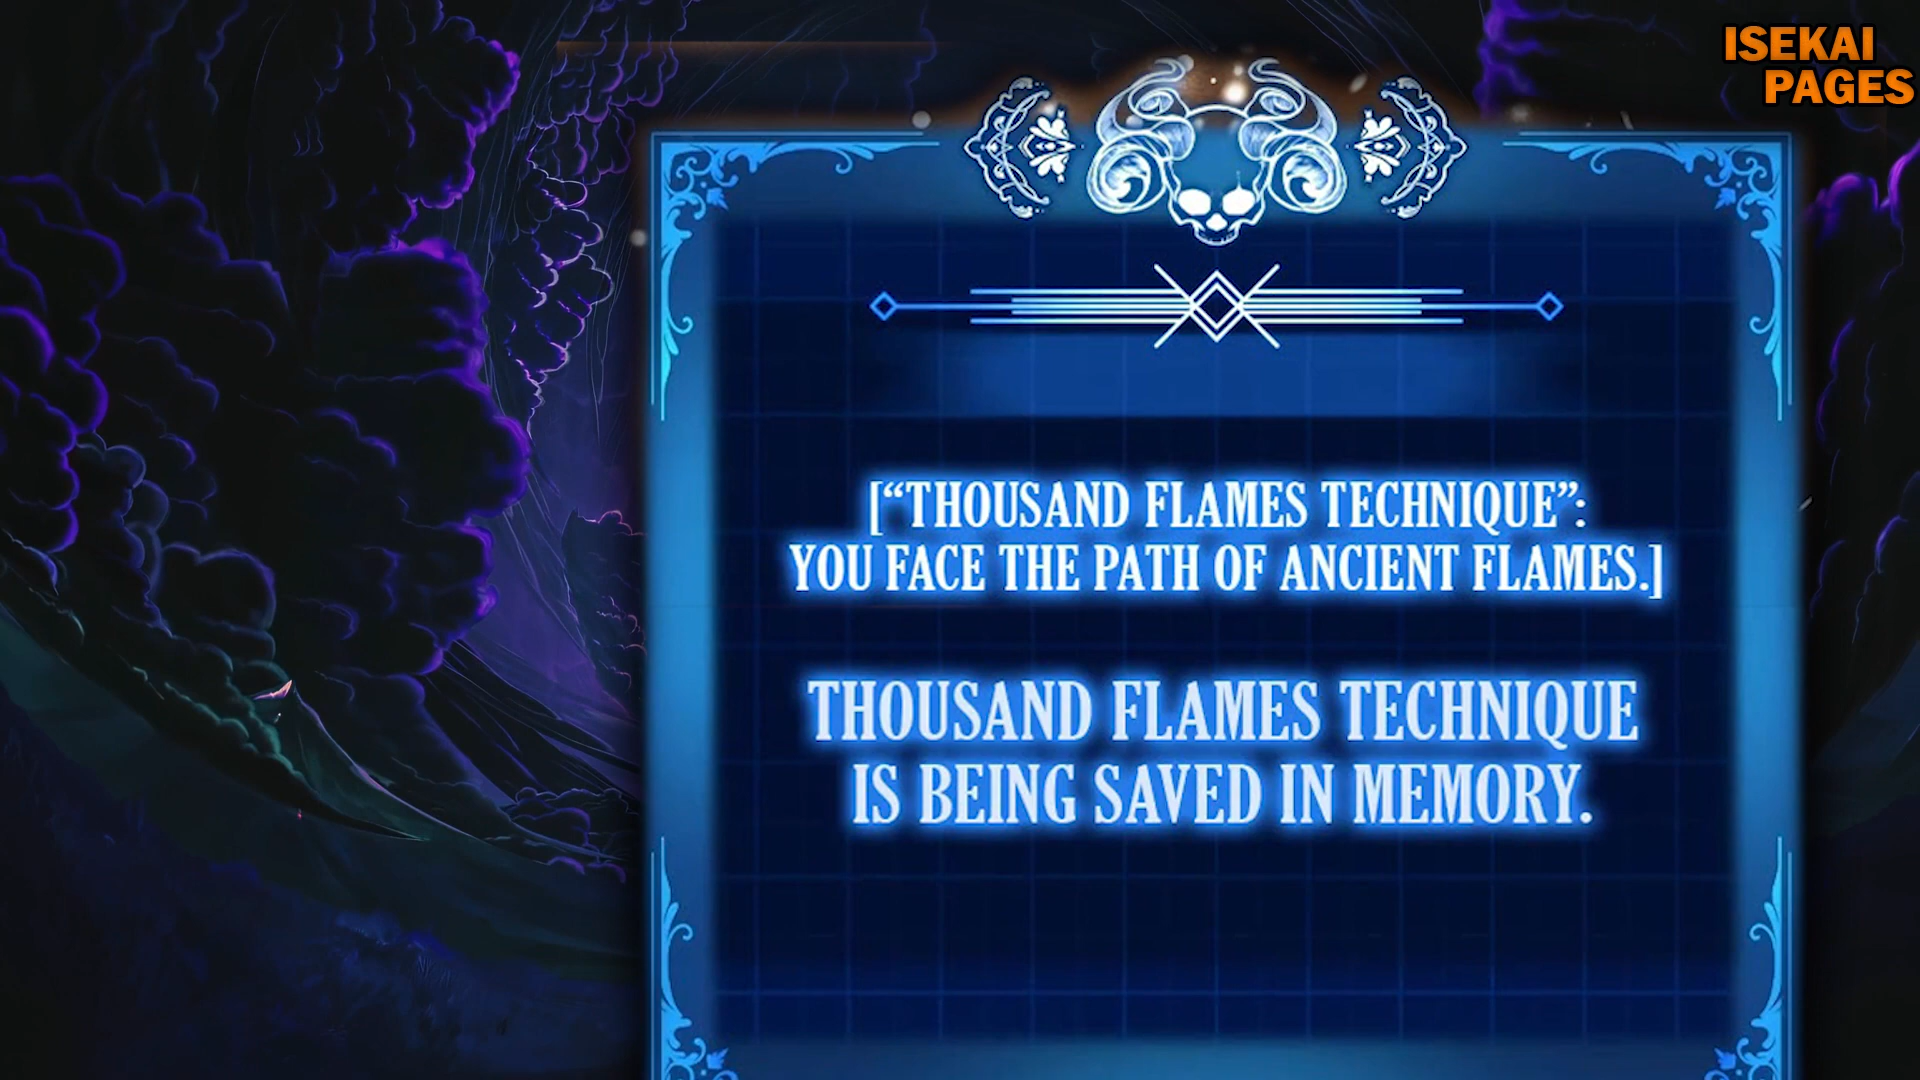 ISEKAI
PAGES
[“THOUSAND FLAMES TECHNIQUE”:
YOU FACE THE PATH OF ANCIENT FLAMES.]
THOUSAND FLAMES TECHNIQUE
IS BEING SAVED IN MEMORY.